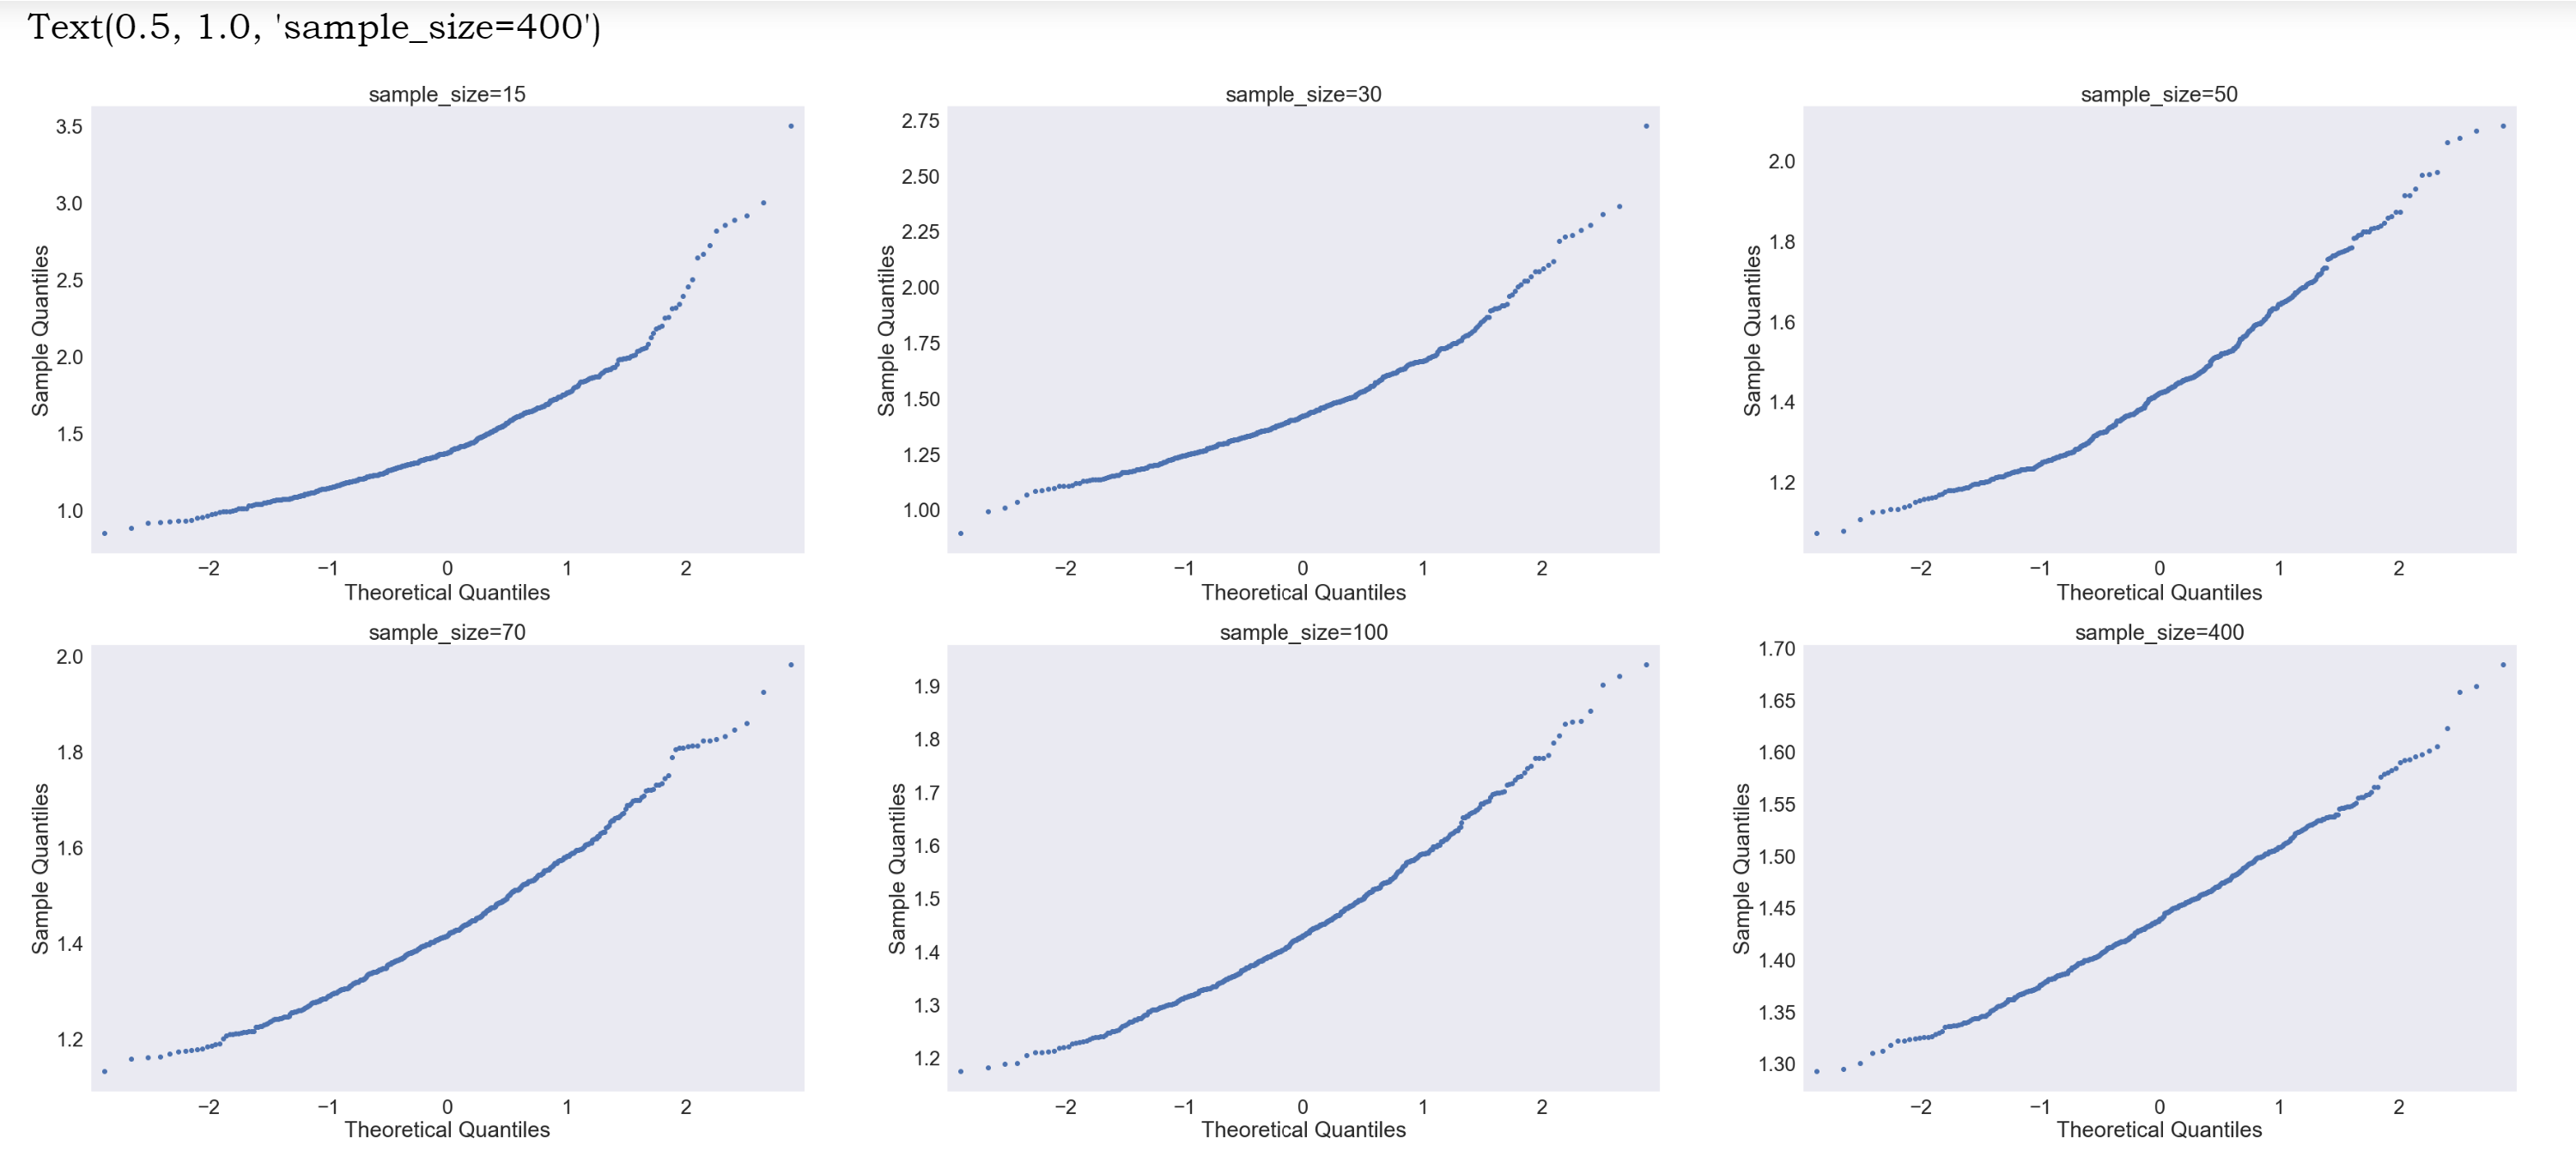 Text(0.5, 1.0, 'sample_size=400')
sample_size=15
3.5
3.0
2.5
2.0
1.5
1.0
Sample Quantiles
−2 −1 0 1 2
Theoretical Quantiles
sample_size=30
2.75
2.50
2.25
2.00
1.75
1.50
1.25
1.00
Sample Quantiles
−2 −1 0 1 2
Theoretical Quantiles
sample_size=50
2.0
1.8
1.6
1.4
1.2
Sample Quantiles
−2 −1 0 1 2
Theoretical Quantiles
sample_size=70
2.0
1.8
1.6
1.4
1.2
Sample Quantiles
−2 −1 0 1 2
Theoretical Quantiles
sample_size=100
1.9
1.8
1.7
1.6
1.5
1.4
1.3
1.2
Sample Quantiles
−2 −1 0 1 2
Theoretical Quantiles
sample_size=400
1.70
1.65
1.60
1.55
1.50
1.45
1.40
1.35
1.30
Sample Quantiles
−2 −1 0 1 2
Theoretical Quantiles